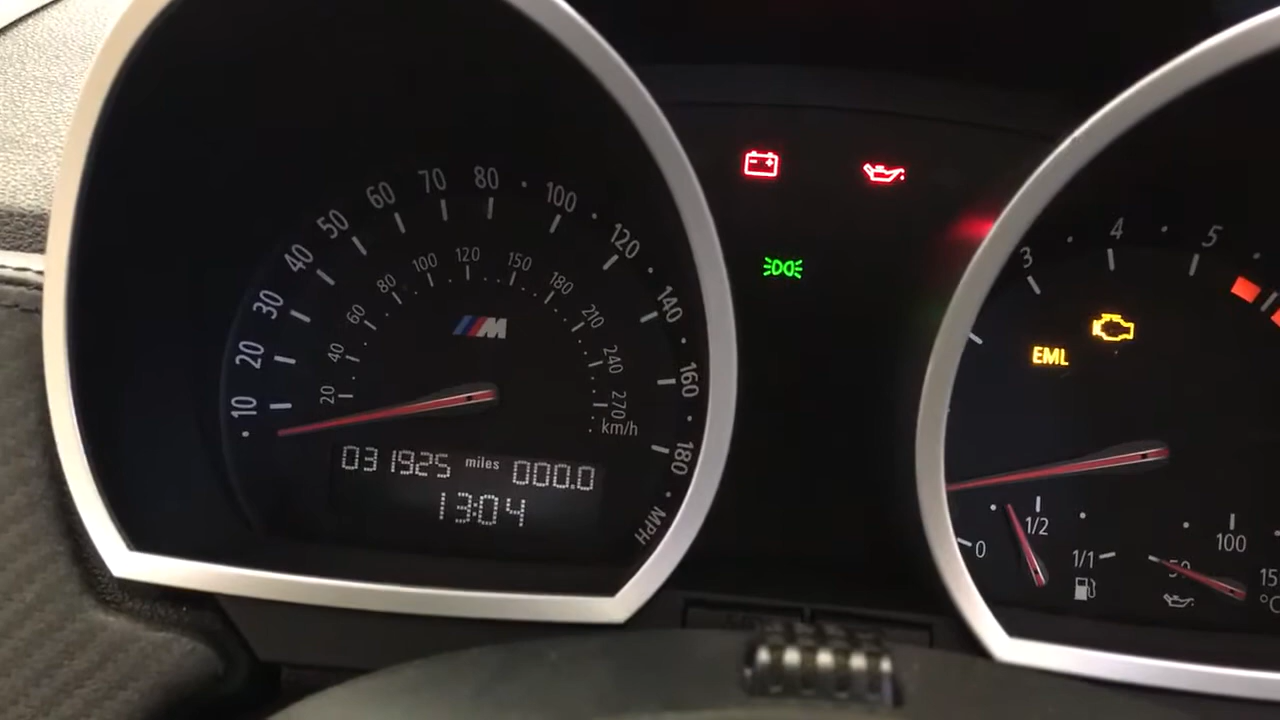 10 20 30 40 50 60 70 80 100 120 140 160 180 MPH
20 40 60 80 100 120 150 180 210 240 270 km/h
M
031925 miles 000.0
13:04
3 4 5
EML
0 1/2 1/1
50 100 15
°C